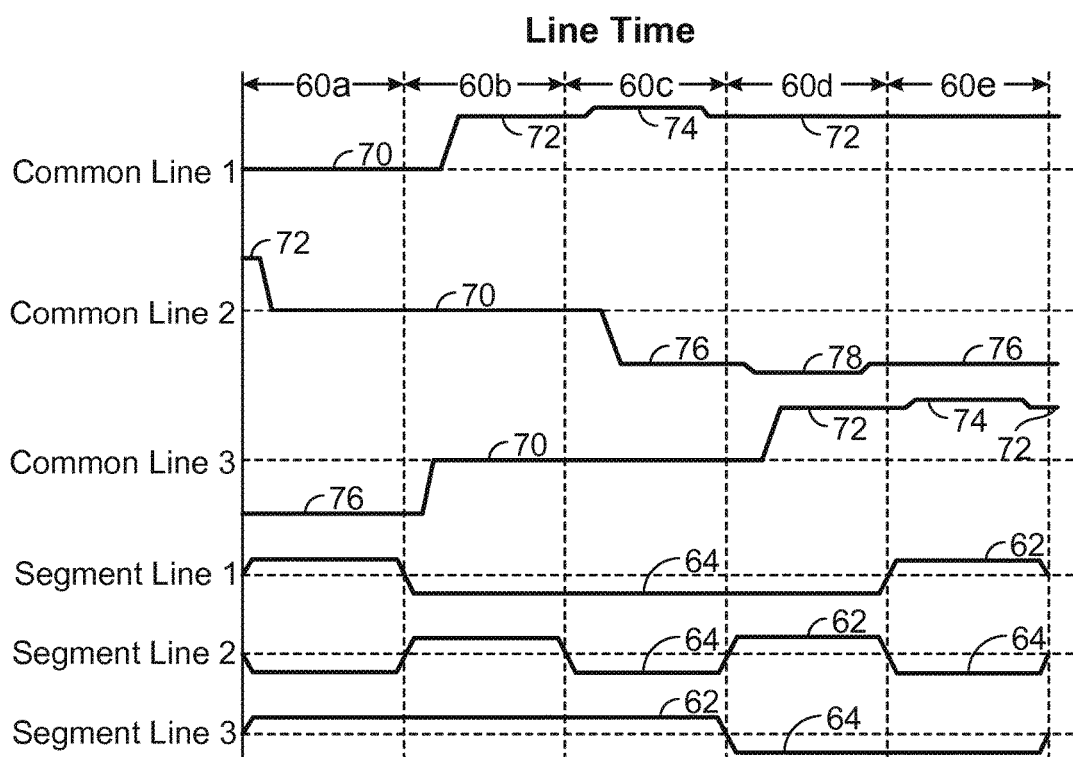 Line Time
60a 60b 60c 60d 60e
72 74 72
70
Common Line 1
72
70
Common Line 2
76 78 76
72 74 72
70
Common Line 3
76
62
Segment Line 1 64
62
Segment Line 2 64 64
62
Segment Line 3 64